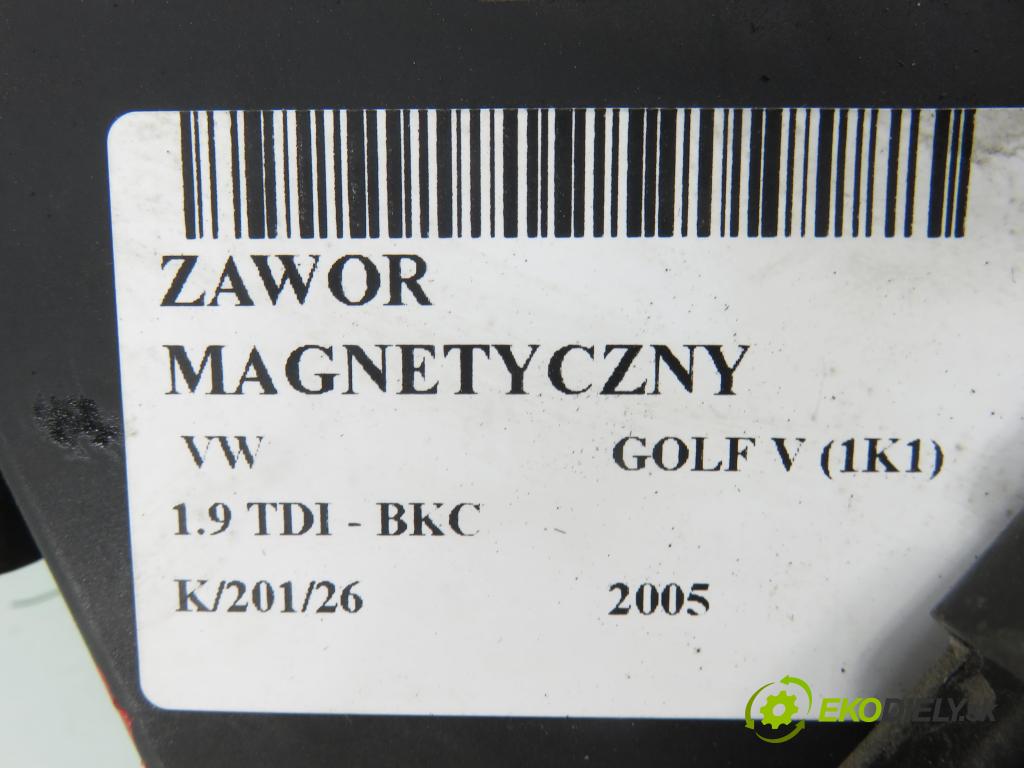 ZAWOR
MAGNETYCZNY
VW GOLF V (1K1)
1.9 TDI - BKC
K/201/26 2005
EKODIELY.SK